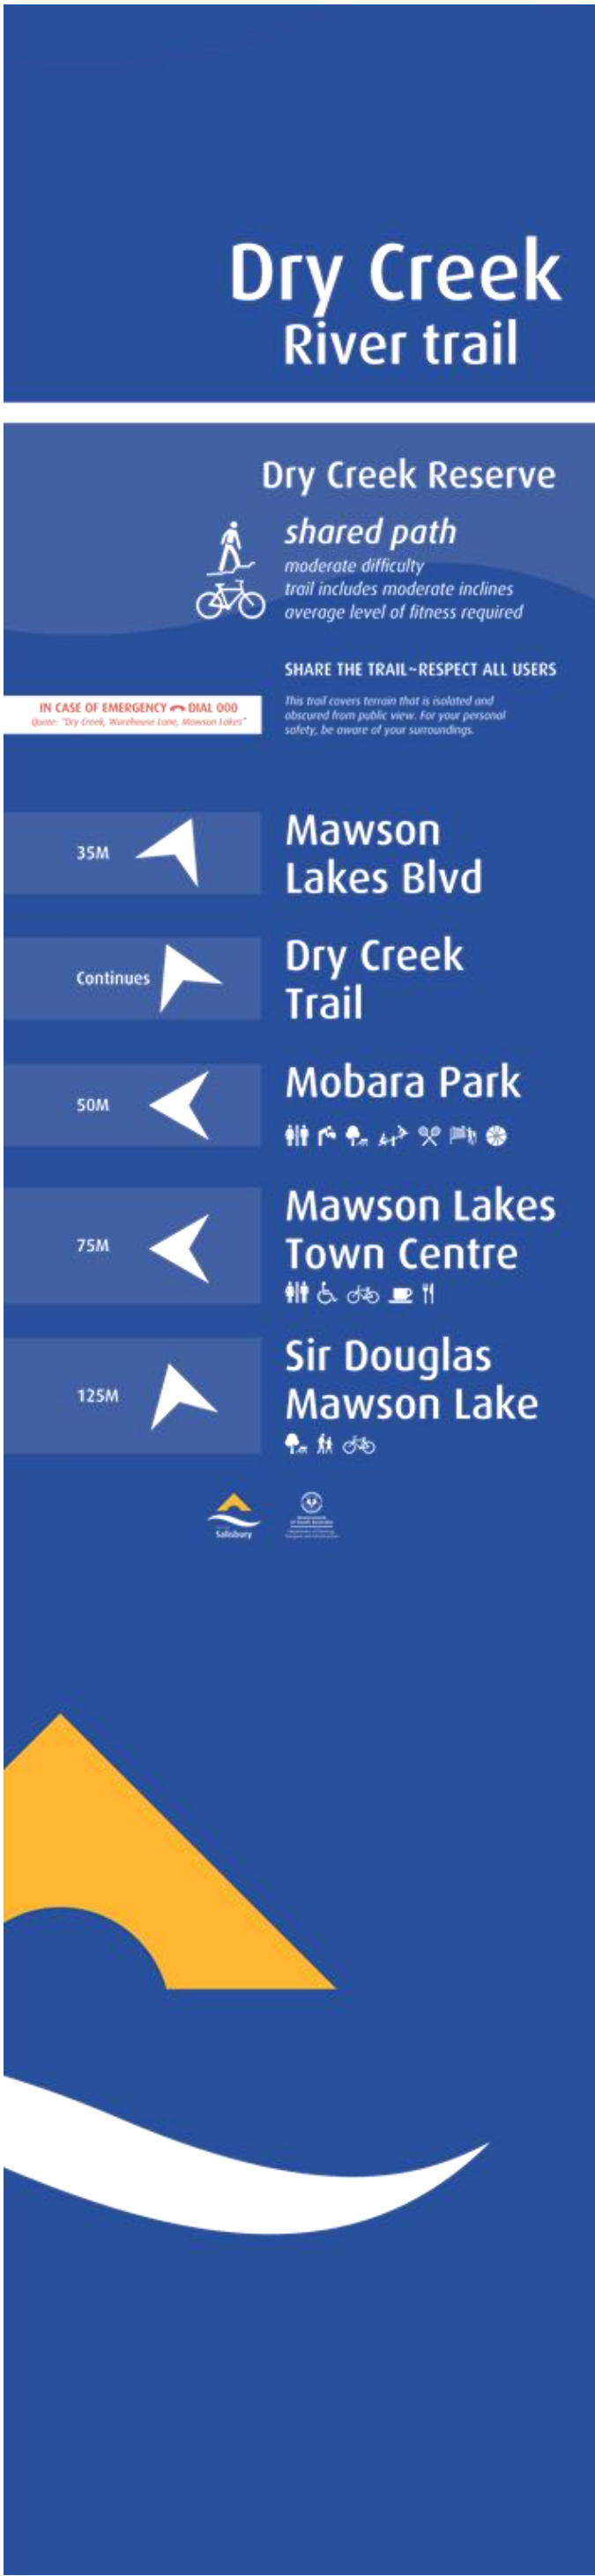 Dry Creek
River trail
Dry Creek Reserve
shared path
moderate difficulty
trail includes moderate inclines
average level of fitness required
SHARE THE TRAIL~RESPECT ALL USERS
IN CASE OF EMERGENCY DIAL 000
Quote: "Dry Creek, Warehouse Lane, Mawson Lakes"
This trail covers terrain that is isolated and
obscured from public view. For your personal
safety, be aware of your surroundings.
35M
Mawson
Lakes Blvd
Continues
Dry Creek
Trail
50M
Mobara Park
75M
Mawson Lakes
Town Centre
125M
Sir Douglas
Mawson Lake
Salisbury
Government
of South Australia